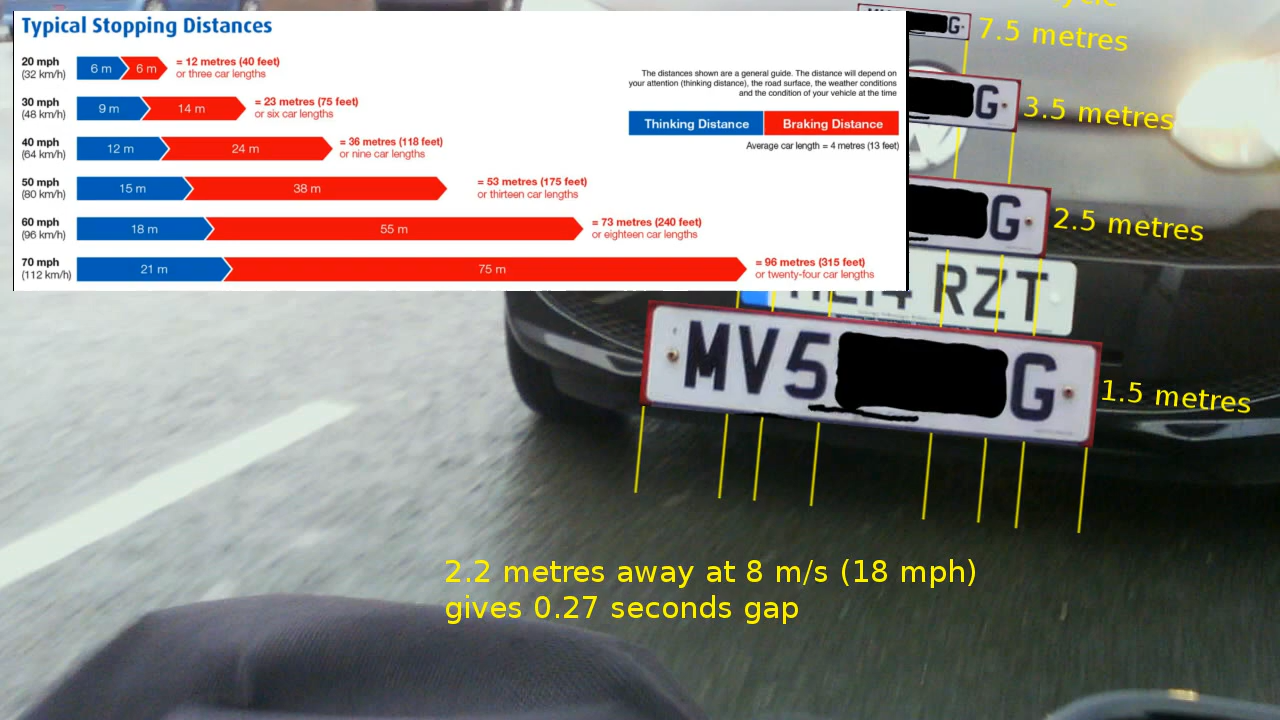 Typical Stopping Distances
20 mph
(32 km/h)
6 m
6 m
= 12 metres (40 feet)
or three car lengths
30 mph
(48 km/h)
9 m
14 m
= 23 metres (75 feet)
or six car lengths
40 mph
(64 km/h)
12 m
24 m
= 36 metres (118 feet)
or nine car lengths
50 mph
(80 km/h)
15 m
38 m
= 53 metres (175 feet)
or thirteen car lengths
60 mph
(96 km/h)
18 m
55 m
= 73 metres (240 feet)
or eighteen car lengths
70 mph
(112 km/h)
21 m
75 m
= 96 metres (315 feet)
or twenty-four car lengths
The distances shown are a general guide. The distance will depend on
your attention (thinking distance), the road surface, the weather conditions
and the condition of your vehicle at the time
Thinking Distance
Braking Distance
Average car length = 4 metres (13 feet)
G
7.5 metres
G
3.5 metres
G
2.5 metres
RZT
MV5 G
1.5 metres
2.2 metres away at 8 m/s (18 mph)
gives 0.27 seconds gap